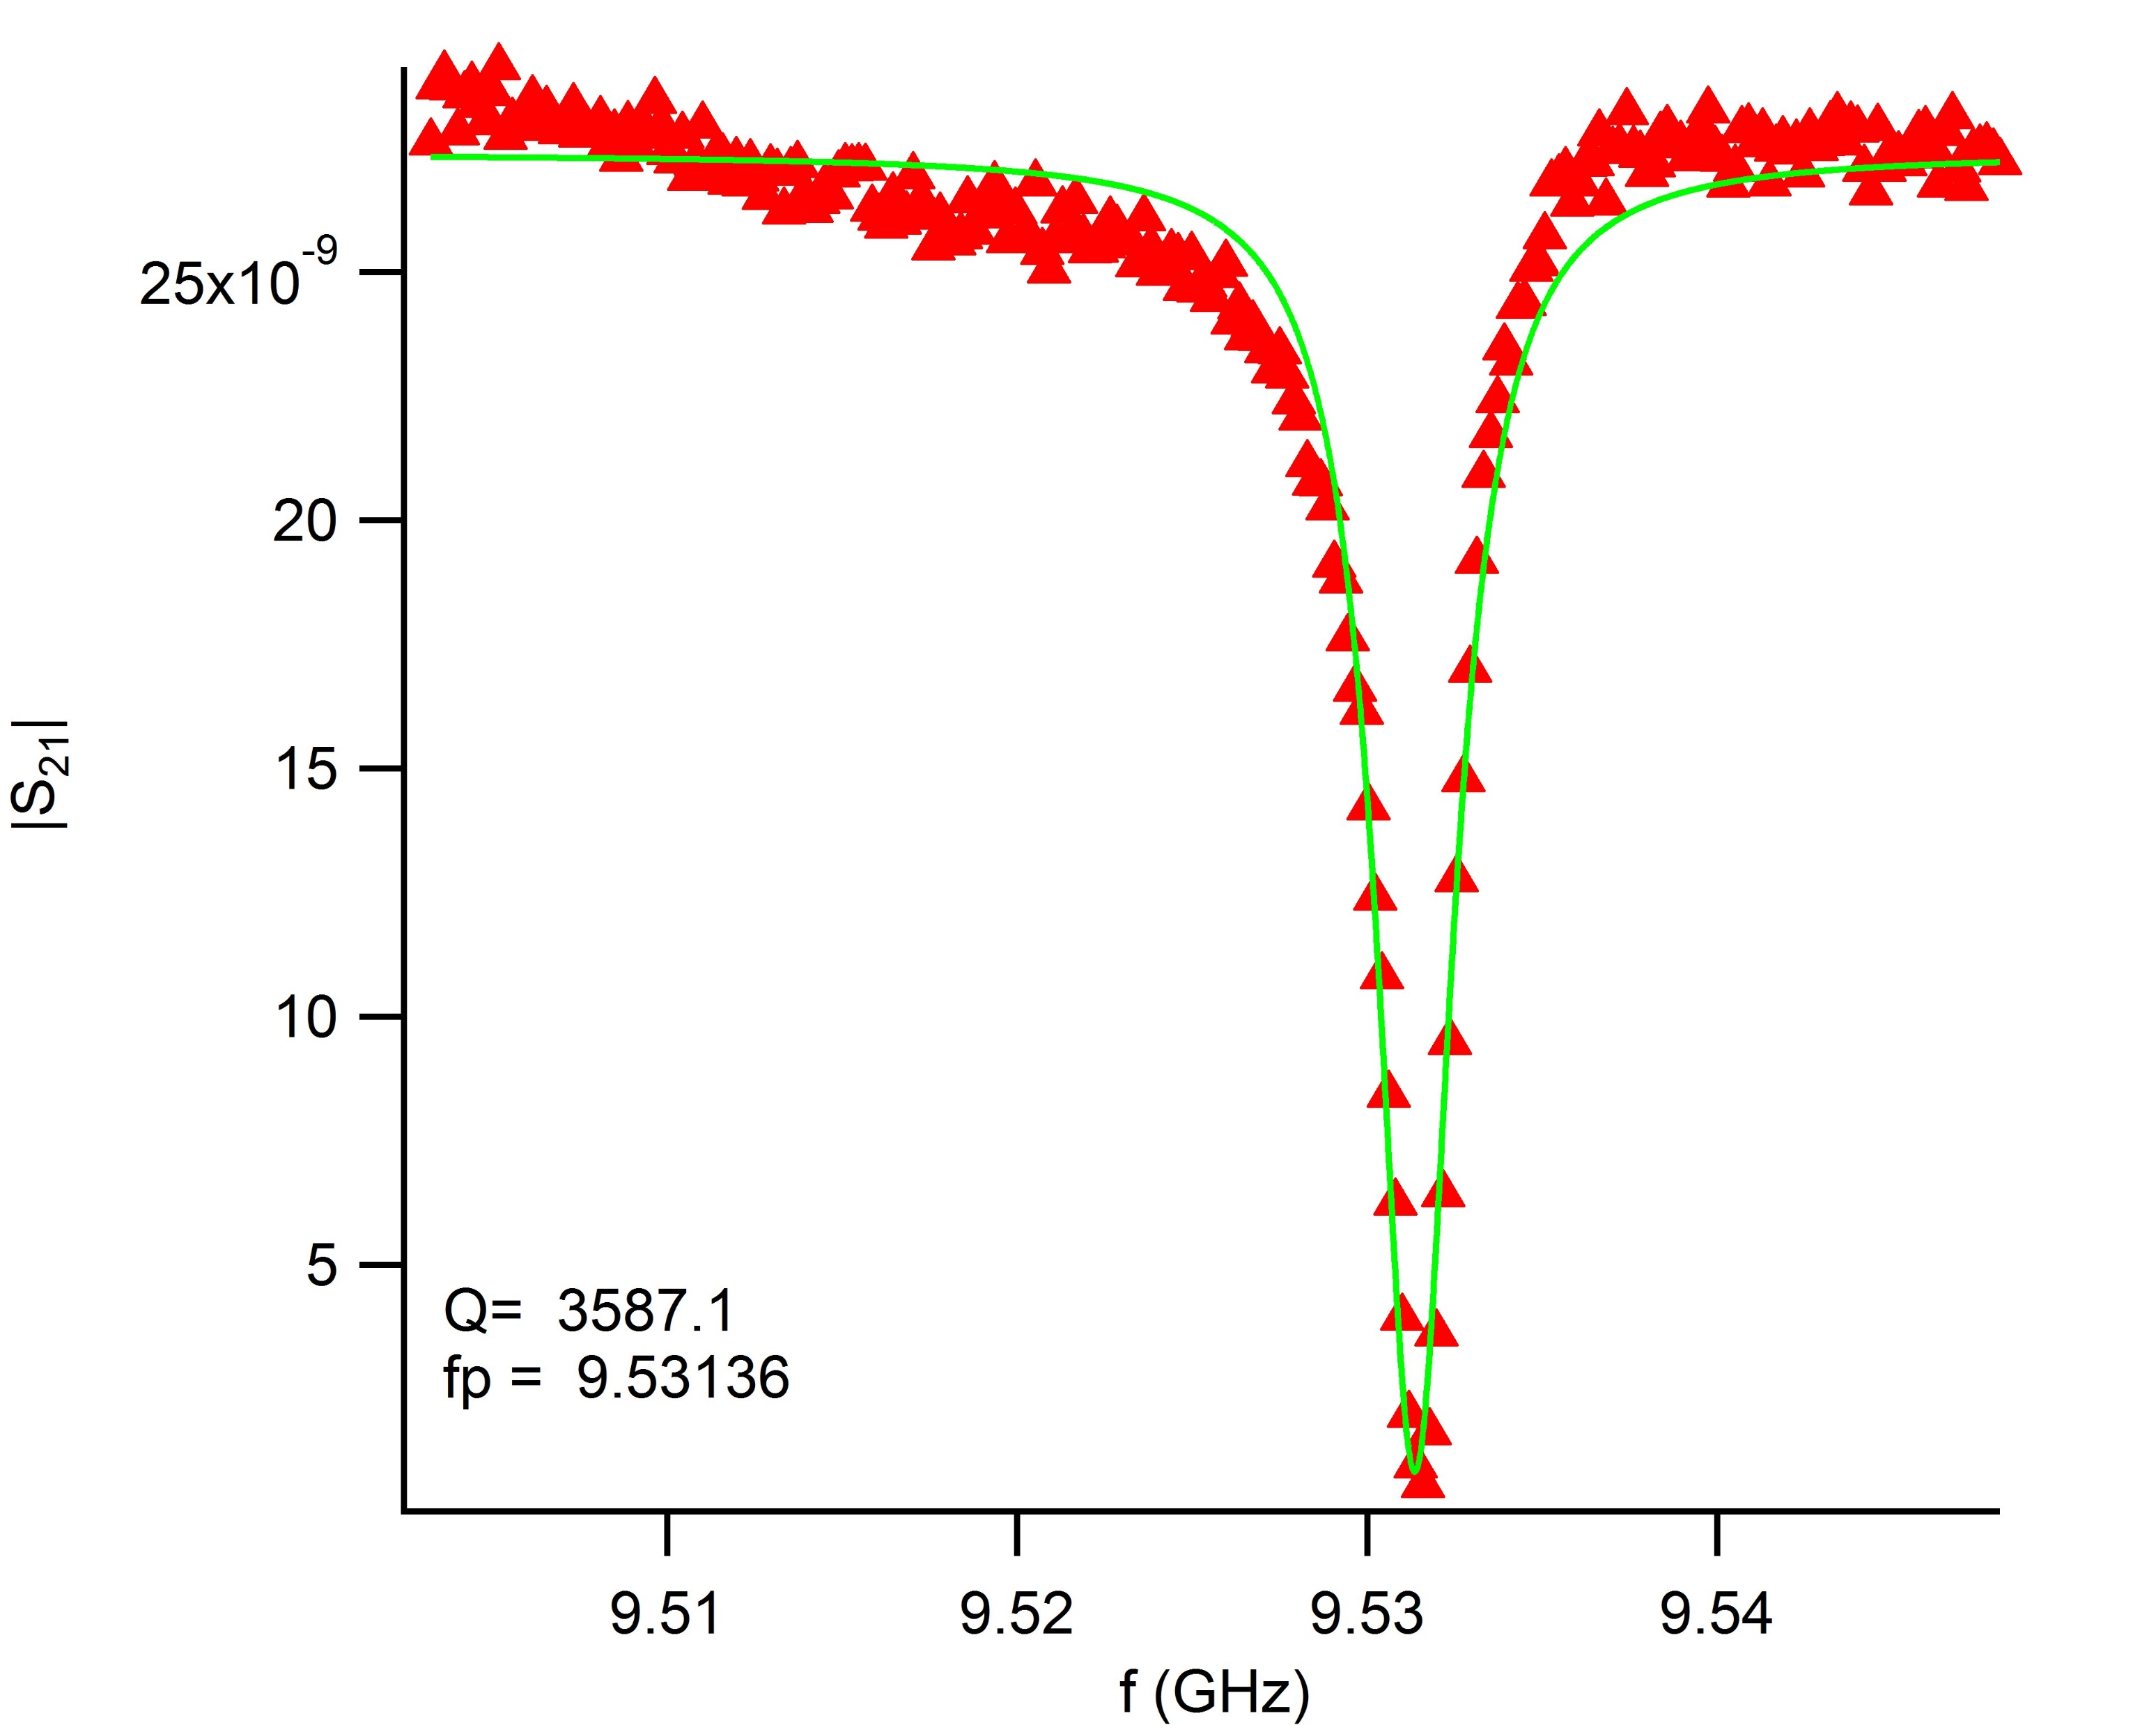 25x10-9
20
15
10
5
|S21|
Q= 3587.1
fp = 9.53136
9.51 9.52 9.53 9.54
f (GHz)